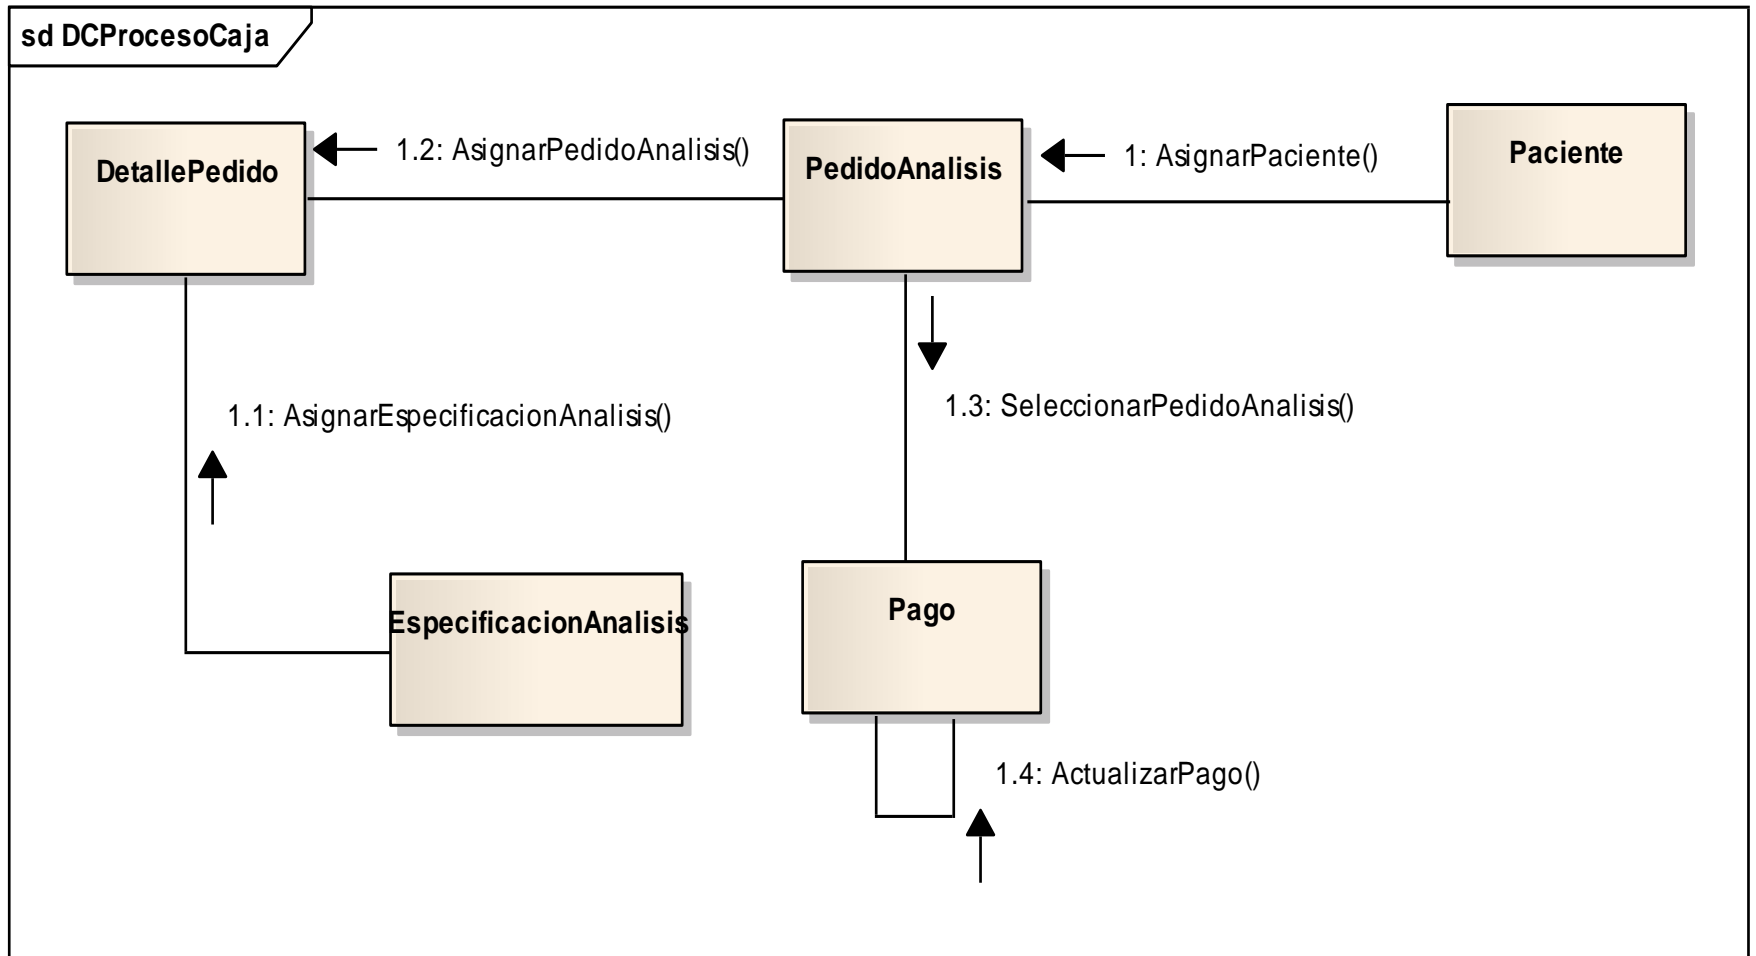 sd DCProcesoCaja
DetallePedido
1.2: AsignarPedidoAnalisis()
PedidoAnalisis
1: AsignarPaciente()
Paciente
1.1: AsignarEspecificacionAnalisis()
1.3: SeleccionarPedidoAnalisis()
EspecificacionAnalisis
Pago
1.4: ActualizarPago()